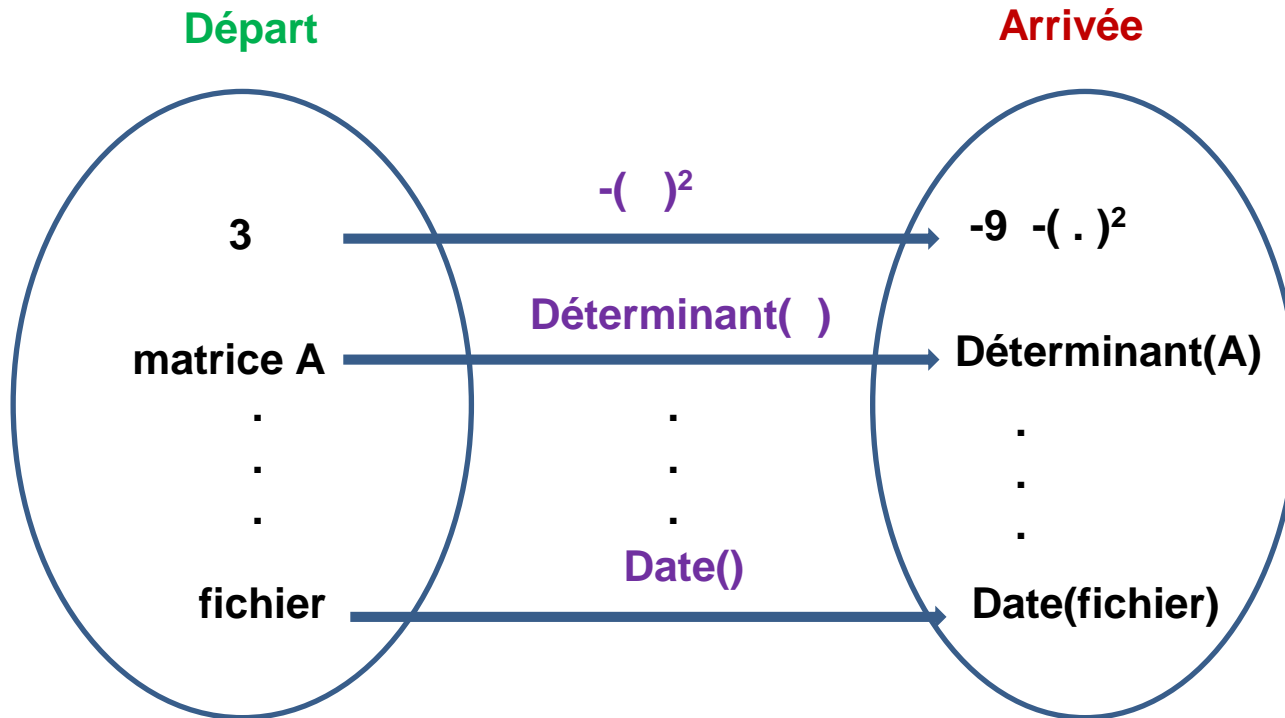 Départ Arrivée
-( )²
3 -9 -( . )²
Déterminant( )
matrice A Déterminant(A)
. . .
. . .
. . .
Date()
fichier Date(fichier)